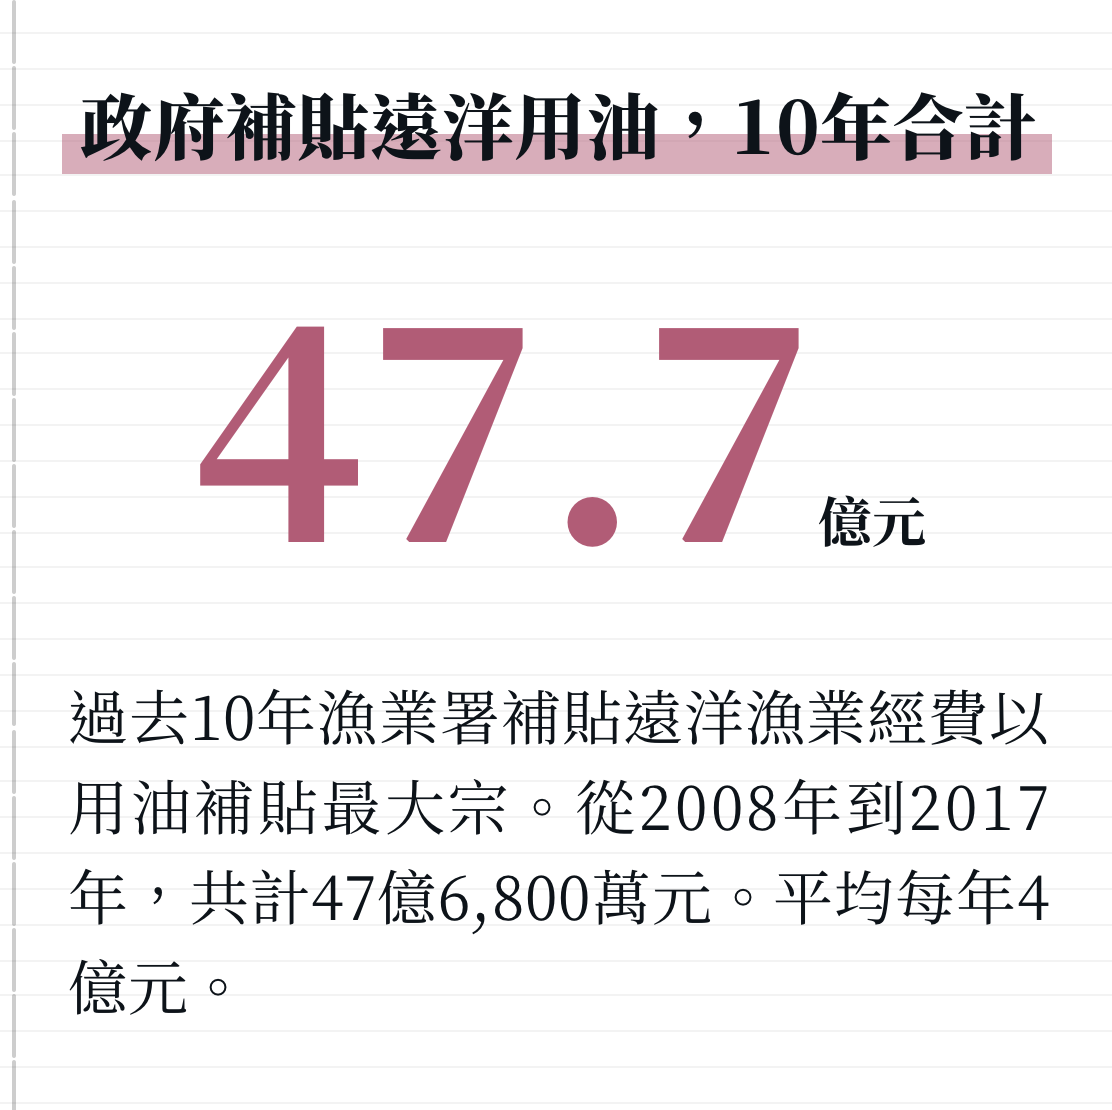 政府補貼遠洋用油，10年合計
47.7億元
過去10年漁業署補貼遠洋漁業經費以
用油補貼最大宗。從2008年到2017
年，共計47億6,800萬元。平均每年4
億元。